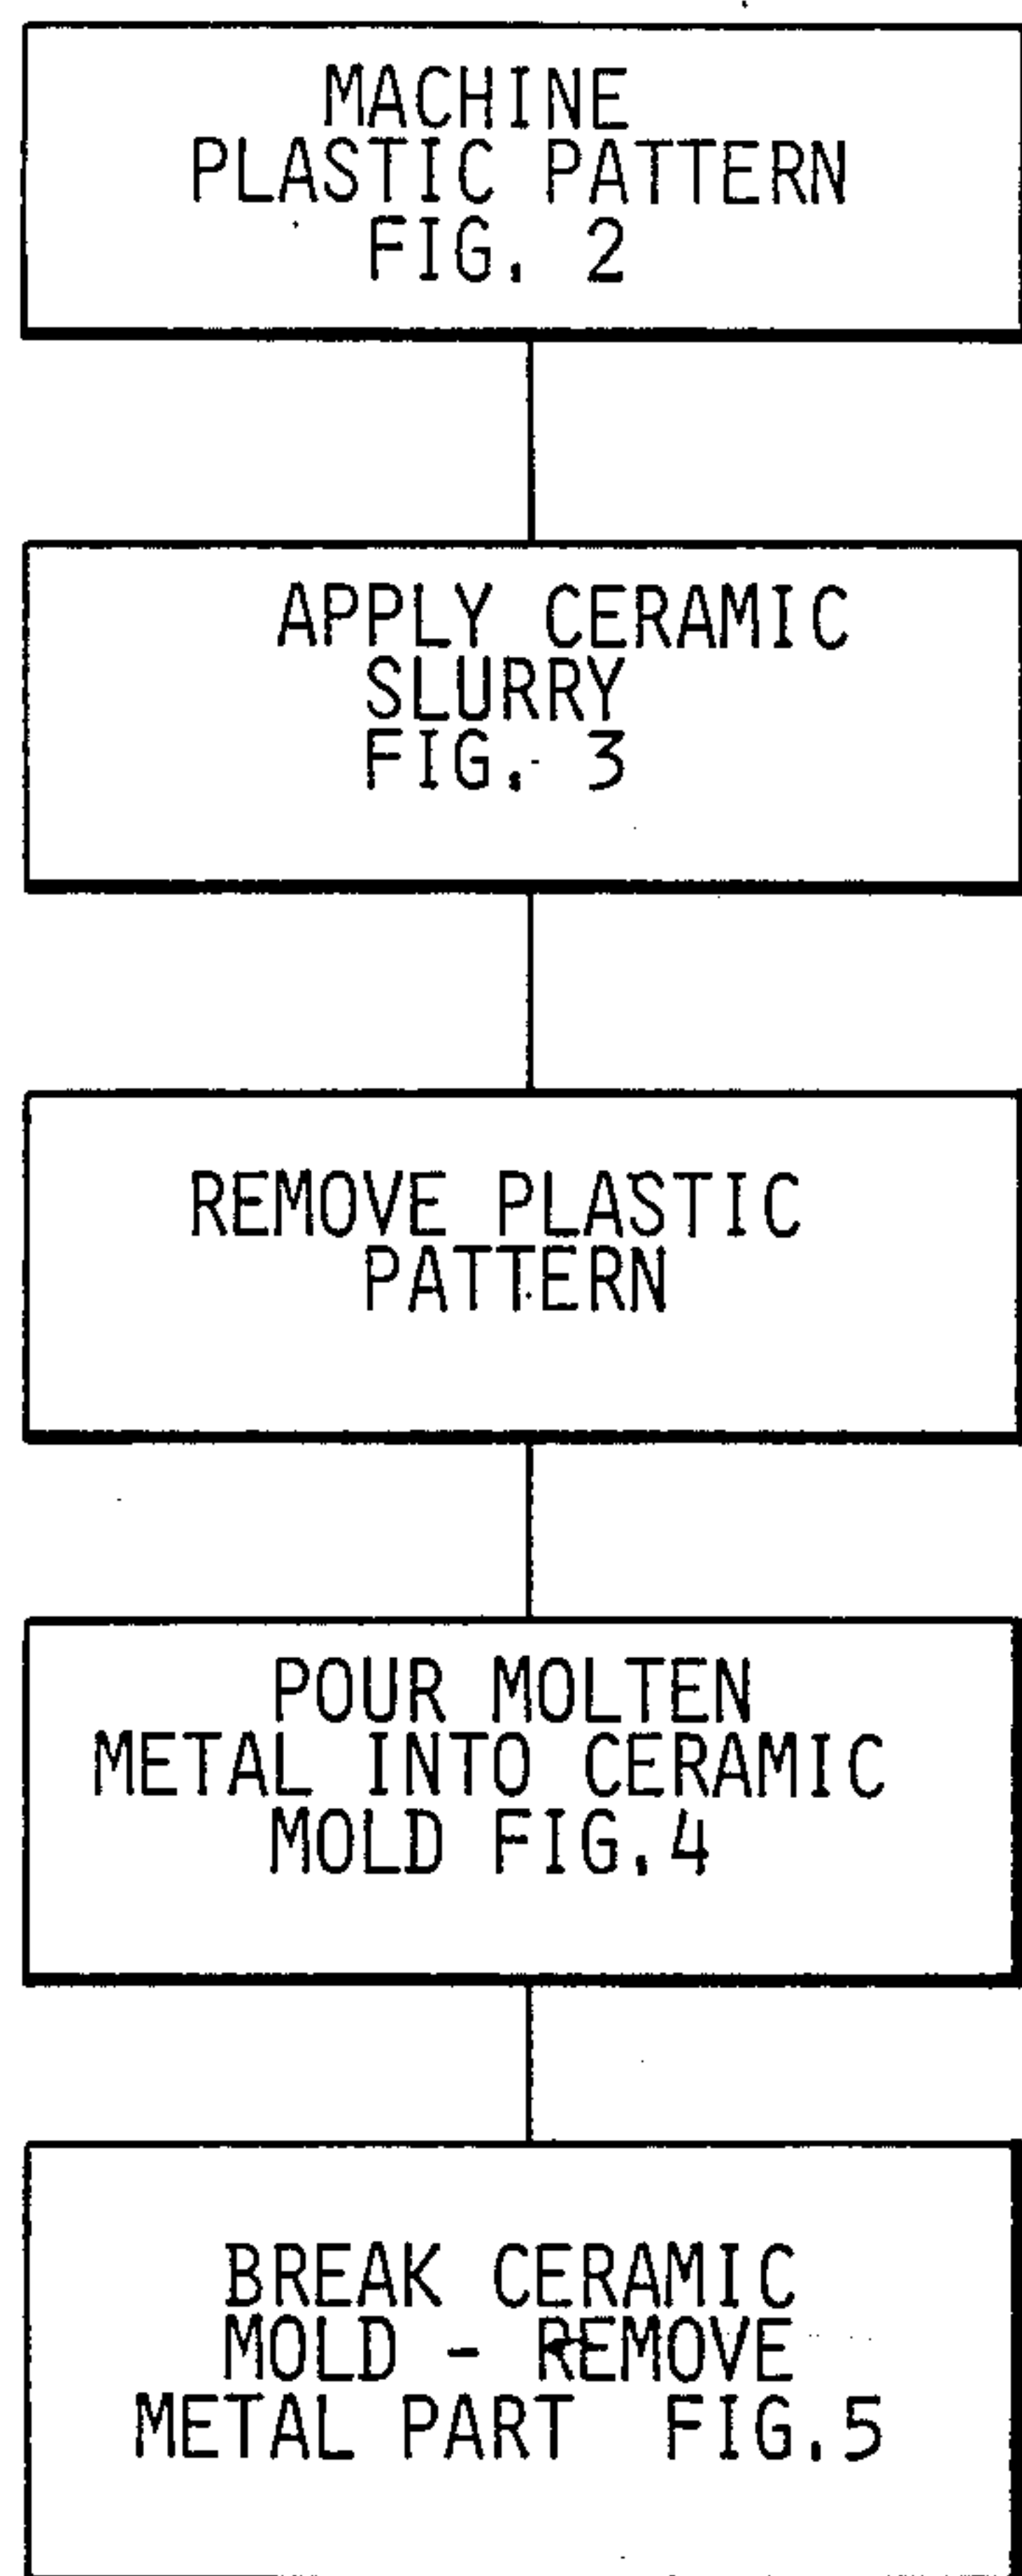 MACHINE
PLASTIC PATTERN
FIG. 2
APPLY CERAMIC
SLURRY
FIG. 3
REMOVE PLASTIC
PATTERN
POUR MOLTEN
METAL INTO CERAMIC
MOLD FIG.4
BREAK CERAMIC
MOLD - REMOVE
METAL PART FIG.5